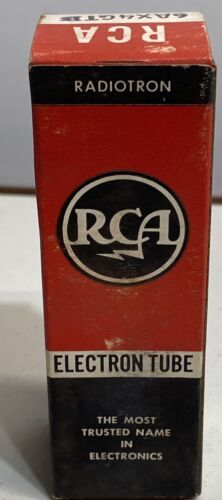 6AX4GTB
RCA
RADIOTRON
RCA
ELECTRON TUBE
THE MOST
TRUSTED NAME
IN
ELECTRONICS